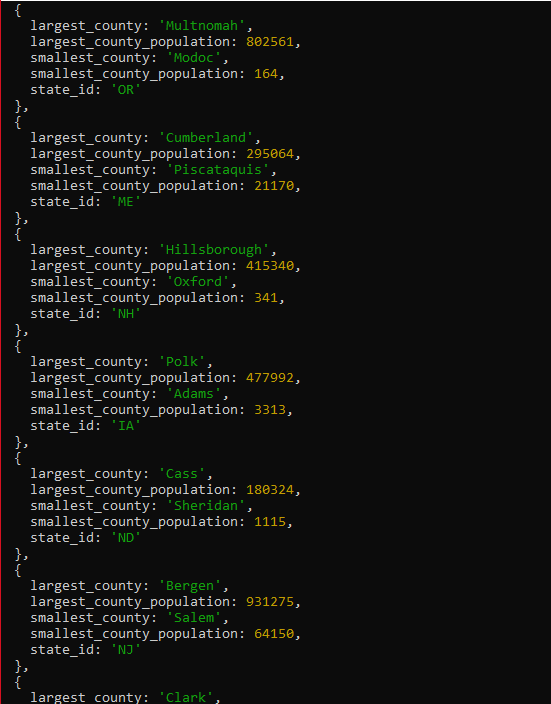 {
largest_county: 'Multnomah',
largest_county_population: 802561,
smallest_county: 'Modoc',
smallest_county_population: 164,
state_id: 'OR'
},
{
largest_county: 'Cumberland',
largest_county_population: 295064,
smallest_county: 'Piscataquis',
smallest_county_population: 21170,
state_id: 'ME'
},
{
largest_county: 'Hillsborough',
largest_county_population: 415340,
smallest_county: 'Oxford',
smallest_county_population: 341,
state_id: 'NH'
},
{
largest_county: 'Polk',
largest_county_population: 477992,
smallest_county: 'Adams',
smallest_county_population: 3313,
state_id: 'IA'
},
{
largest_county: 'Cass',
largest_county_population: 180324,
smallest_county: 'Sheridan',
smallest_county_population: 1115,
state_id: 'ND'
},
{
largest_county: 'Bergen',
largest_county_population: 931275,
smallest_county: 'Salem',
smallest_county_population: 64150,
state_id: 'NJ'
},
{
largest_county: 'Clark',